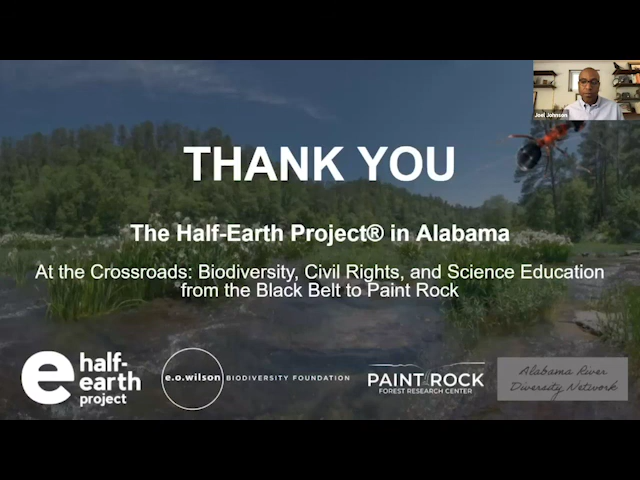 Joel Johnson
THANK YOU
The Half-Earth Project® in Alabama
At the Crossroads: Biodiversity, Civil Rights, and Science Education
from the Black Belt to Paint Rock
e half-
earth
project
e.o.wilson BIODIVERSITY FOUNDATION
PAINT ROCK
FOREST RESEARCH CENTER
Alabama River
Diversity Network